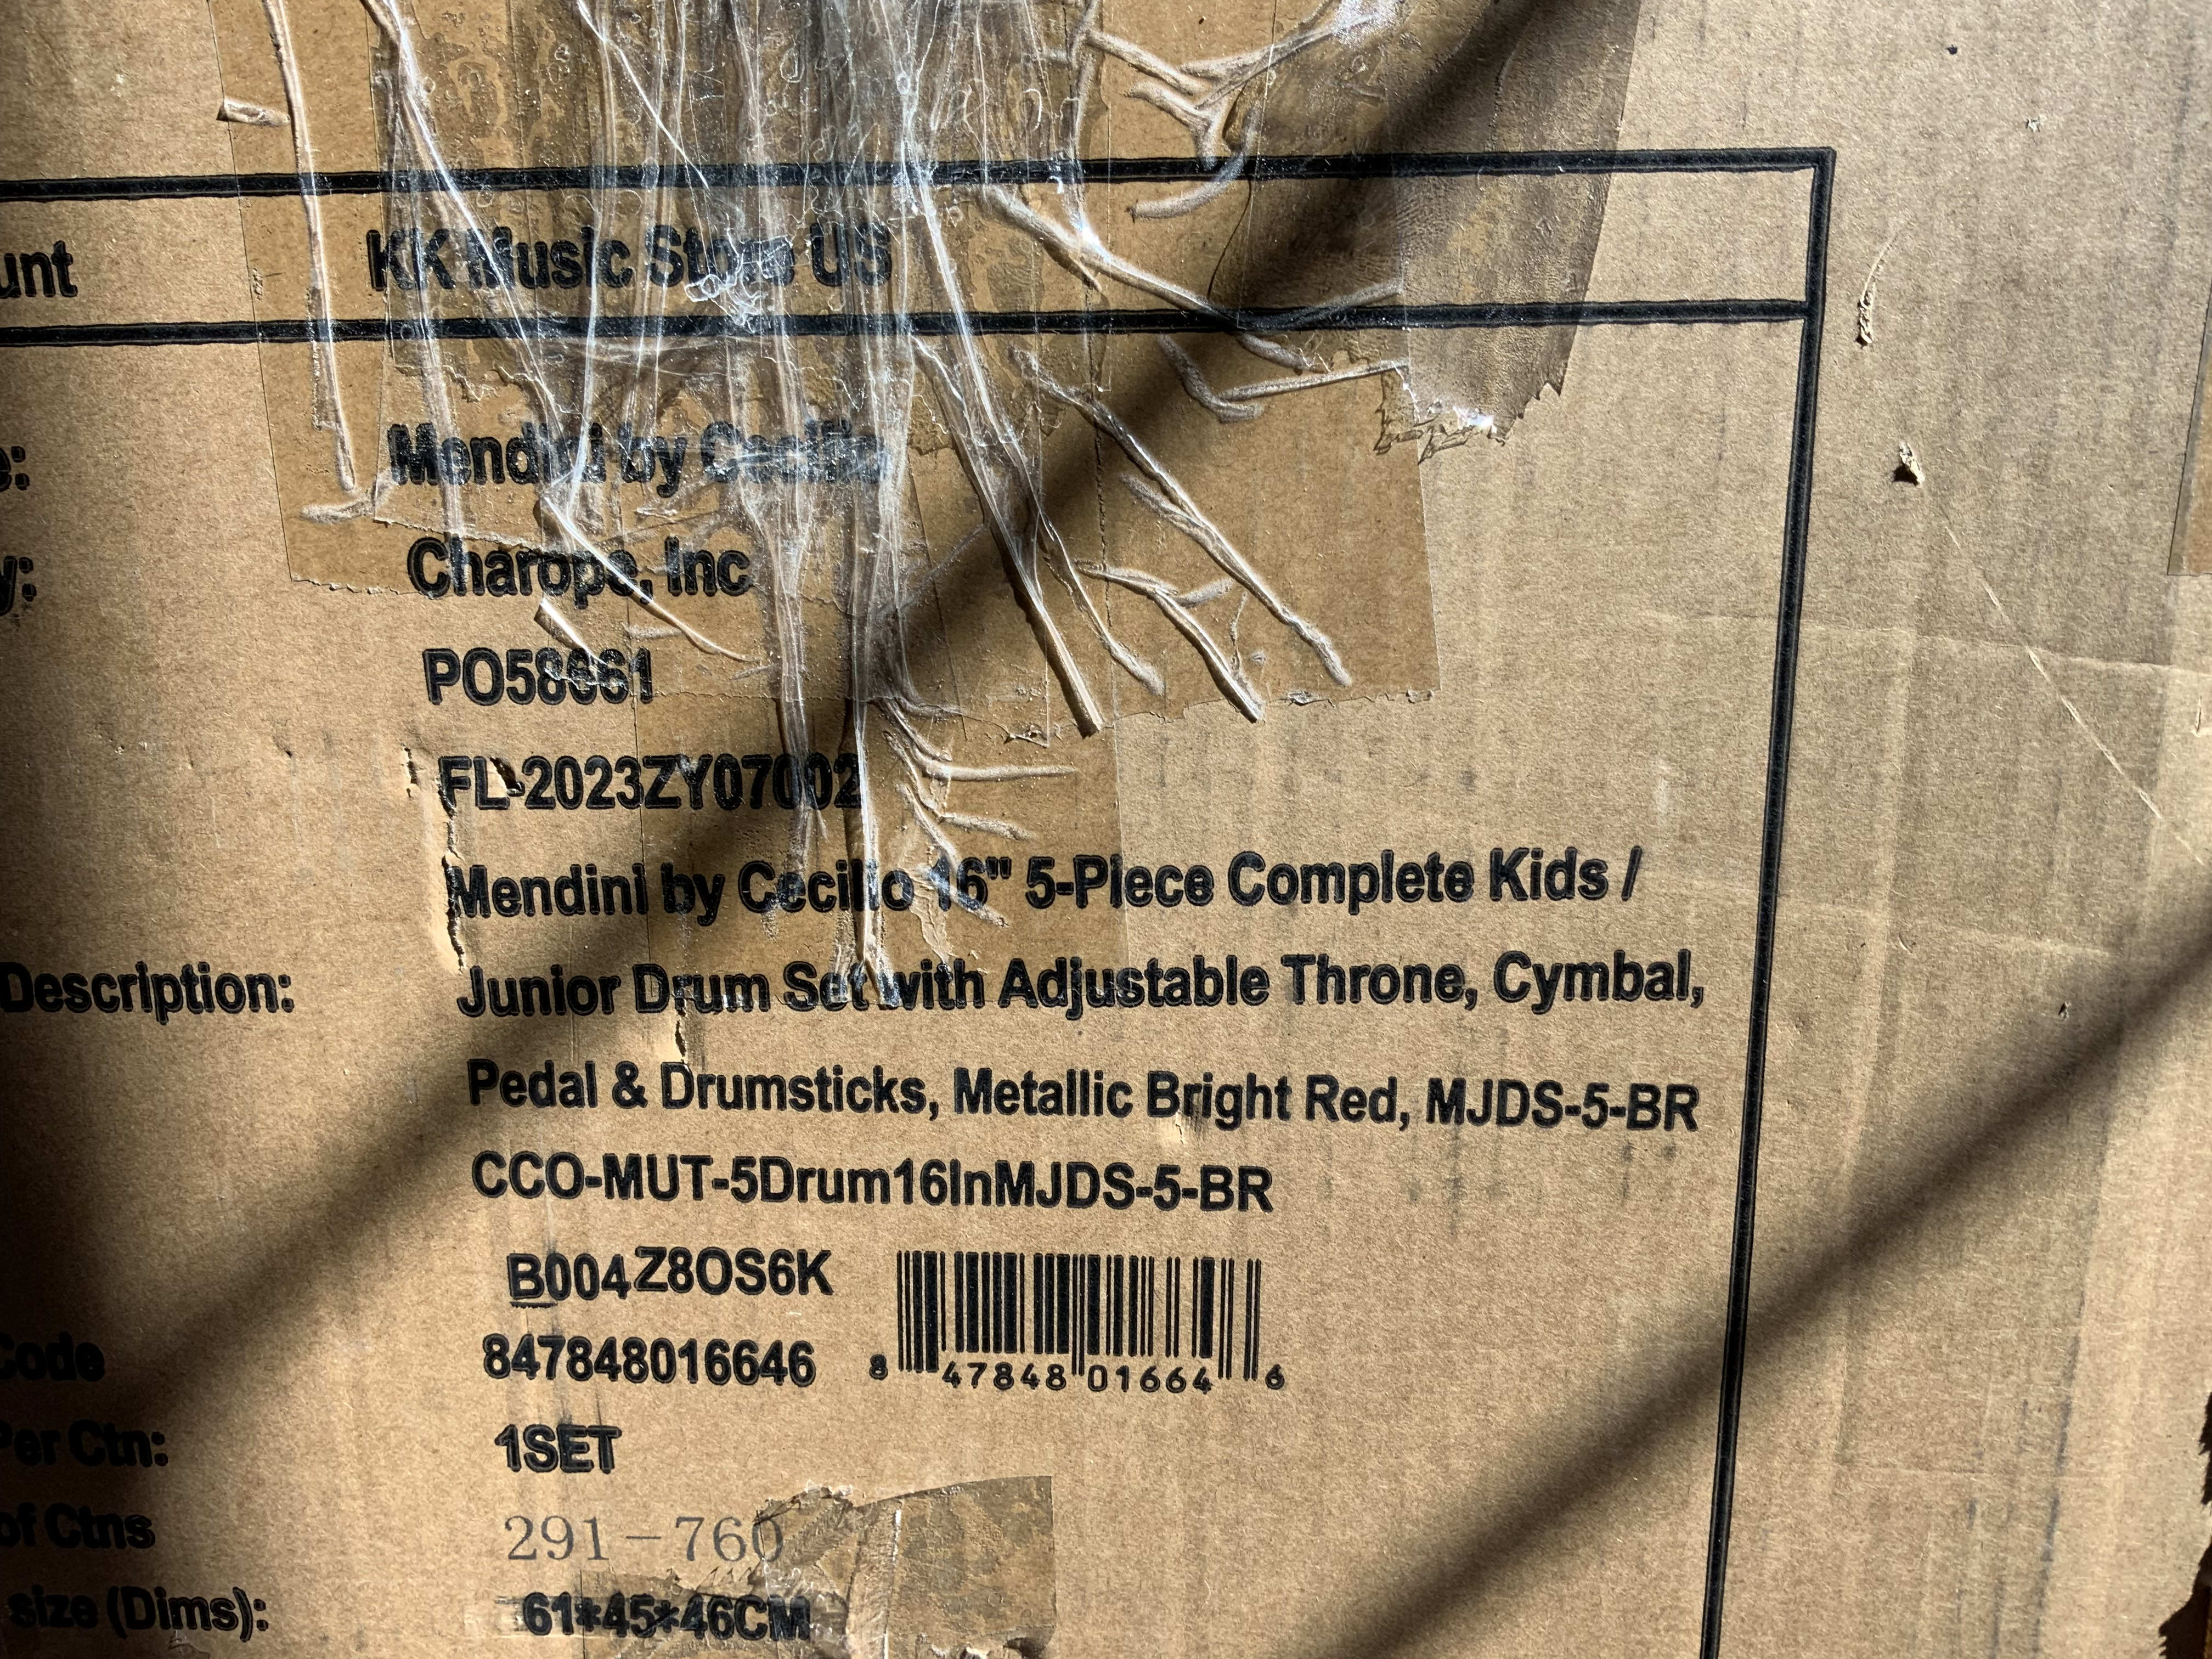 unt KK Music Store US
e: Mendini by Cecilio
y: Charope, Inc
PO58661
FL-2023ZY07002
Mendini by Cecilio 16" 5-Piece Complete Kids /
Description: Junior Drum Set with Adjustable Throne, Cymbal,
Pedal & Drumsticks, Metallic Bright Red, MJDS-5-BR
CCO-MUT-5Drum16InMJDS-5-BR
B004Z8OS6K
Code 847848016646 8 47848 01664 6
Per Ctn: 1SET
of Ctns 291-760
size (Dims): 61*45*46CM